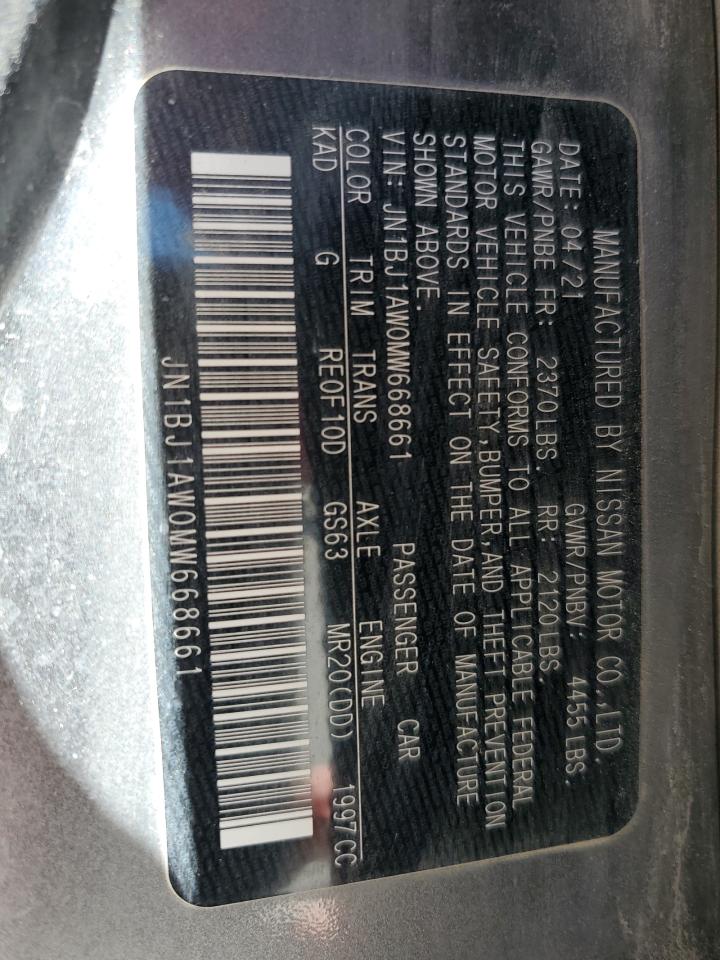 MANUFACTURED BY NISSAN MOTOR CO.,LTD.
DATE: 04/21 GVWR/PNBV: 4455 LBS.
GAWR/PNBE FR: 2370 LBS. RR: 2120 LBS.
THIS VEHICLE CONFORMS TO ALL APPLICABLE FEDERAL
MOTOR VEHICLE SAFETY,BUMPER,AND THEFT PREVENTION
STANDARDS IN EFFECT ON THE DATE OF MANUFACTURE
SHOWN ABOVE.
VIN: JN1BJ1AW0MW668661 PASSENGER CAR
COLOR TRIM TRANS AXLE ENGINE
KAD G RE0F10D GS63 MR20(DD) 1997CC
JN1BJ1AW0MW668661